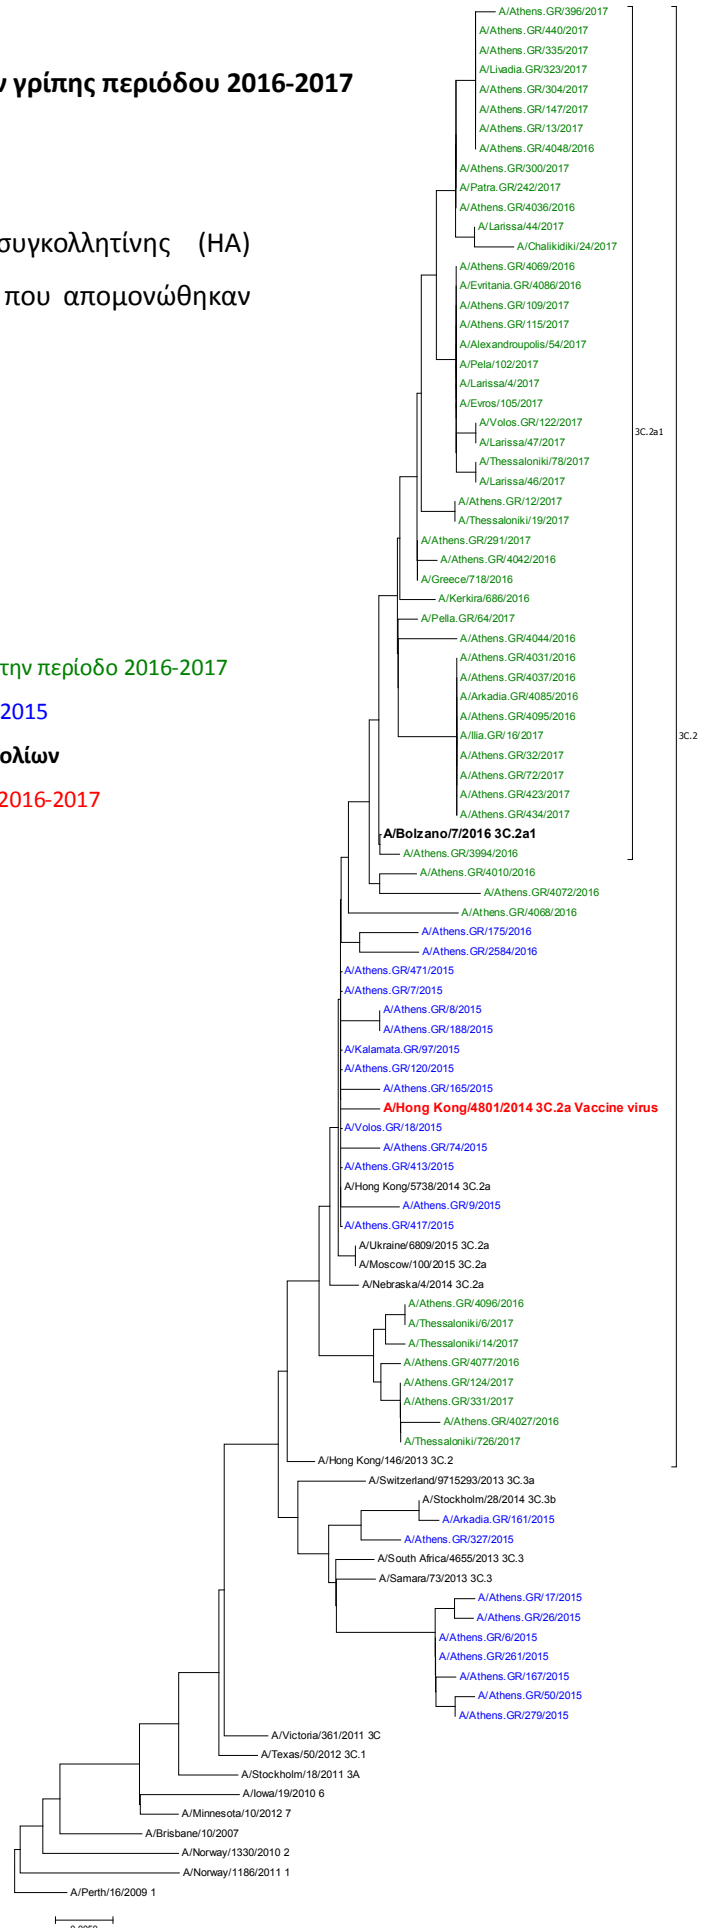 A/Athens.GR/396/2017
A/Athens.GR/440/2017
A/Athens.GR/335/2017
A/Livadia.GR/323/2017
γρίπης περιόδου 2016-2017
A/Athens.GR/304/2017
A/Athens.GR/147/2017
A/Athens.GR/13/2017
A/Athens.GR/4048/2016
A/Athens.GR/300/2017
A/Patra.GR/242/2017
A/Athens.GR/4036/2016
A/Larissa/44/2017
συγκολλητίνης (HA)
A/Chalikidiki/24/2017
A/Athens.GR/4069/2016
A/Evritania.GR/4086/2016
που απομονώθηκαν
A/Athens.GR/109/2017
A/Athens.GR/115/2017
A/Alexandroupolis/54/2017
A/Pela/102/2017
A/Larissa/4/2017
A/Evros/105/2017
A/Volos.GR/122/2017
3C.2a1
A/Larissa/47/2017
A/Thessaloniki/78/2017
A/Larissa/46/2017
A/Athens.GR/12/2017
A/Thessaloniki/19/2017
A/Athens.GR/291/2017
A/Athens.GR/4042/2016
A/Greece/718/2016
A/Kerkira/686/2016
A/Pella.GR/64/2017
A/Athens.GR/4044/2016
A/Athens.GR/4031/2016
την περίοδο 2016-2017
A/Athens.GR/4037/2016
A/Arkadia.GR/4085/2016
2015
A/Athens.GR/4095/2016
A/Ilia.GR/16/2017
3C.2
A/Athens.GR/32/2017
A/Athens.GR/72/2017
2016-2017
A/Athens.GR/423/2017
A/Athens.GR/434/2017
A/Bolzano/7/2016 3C.2a1
A/Athens.GR/3994/2016
A/Athens.GR/4010/2016
A/Athens.GR/4072/2016
A/Athens.GR/4068/2016
A/Athens.GR/175/2016
A/Athens.GR/2584/2016
A/Athens.GR/471/2015
A/Athens.GR/7/2015
A/Athens.GR/8/2015
A/Athens.GR/188/2015
A/Kalamata.GR/97/2015
A/Athens.GR/120/2015
A/Athens.GR/165/2015
A/Hong Kong/4801/2014 3C.2a Vaccine virus
A/Volos.GR/18/2015
A/Athens.GR/74/2015
A/Athens.GR/413/2015
A/Hong Kong/5738/2014 3C.2a
A/Athens.GR/9/2015
A/Athens.GR/417/2015
A/Ukraine/6809/2015 3C.2a
A/Moscow/100/2015 3C.2a
A/Nebraska/4/2014 3C.2a
A/Athens.GR/4096/2016
A/Thessaloniki/6/2017
A/Thessaloniki/14/2017
A/Athens.GR/4077/2016
A/Athens.GR/124/2017
A/Athens.GR/331/2017
A/Athens.GR/4027/2016
A/Thessaloniki/726/2017
A/Hong Kong/146/2013 3C.2
A/Switzerland/9715293/2013 3C.3a
A/Stockholm/28/2014 3C.3b
A/Arkadia.GR/161/2015
A/Athens.GR/327/2015
A/South Africa/4655/2013 3C.3
A/Samara/73/2013 3C.3
A/Athens.GR/17/2015
A/Athens.GR/26/2015
A/Athens.GR/6/2015
A/Athens.GR/261/2015
A/Athens.GR/167/2015
A/Athens.GR/50/2015
A/Athens.GR/279/2015
A/Victoria/361/2011 3C
A/Texas/50/2012 3C.1
A/Stockholm/18/2011 3A
A/Iowa/19/2010 6
A/Minnesota/10/2012 7
A/Brisbane/10/2007
A/Norway/1330/2010 2
A/Norway/1186/2011 1
A/Perth/16/2009 1